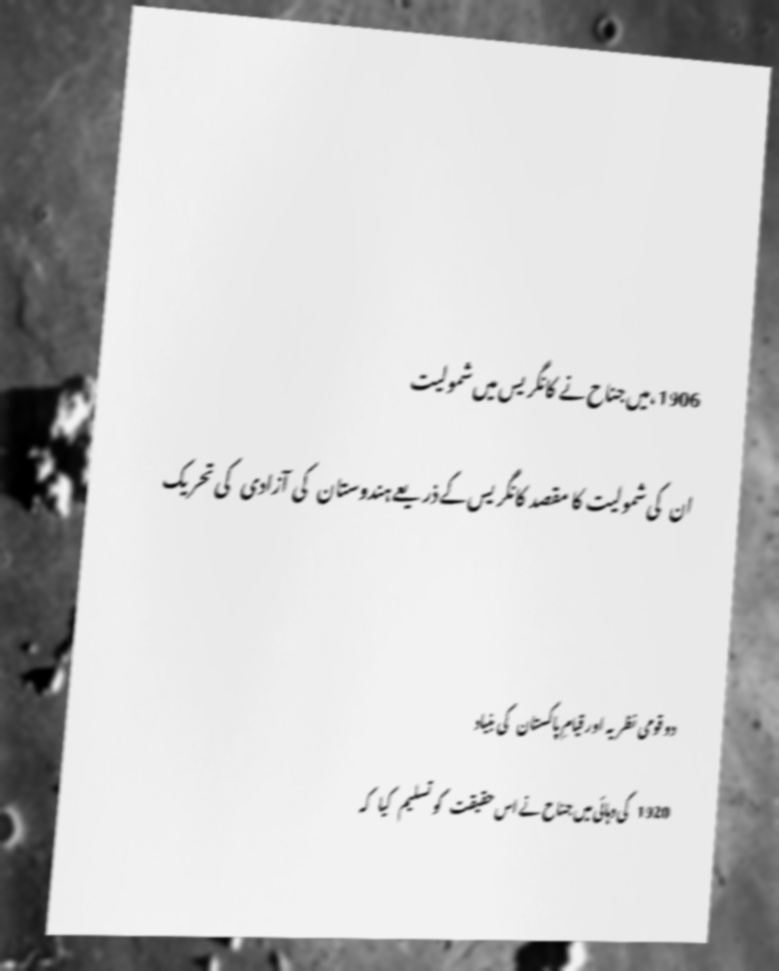 1906ء میں جناح نے کانگریس میں شمولیت
ان کی شمولیت کا مقصد کانگریس کے ذریعے ہندوستان کی آزادی کی تحریک
دو قومی نظریہ اور قیامِ پاکستان کی بنیاد
1920 کی دہائی میں جناح نے اس حقیقت کو تسلیم کیا کہ